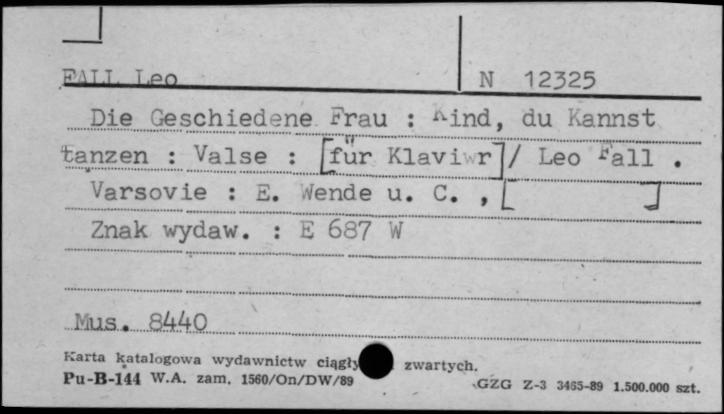 FALL Leo
N 12325
Die Geschiedene Frau : Kind, du Kannst
tanzen : Valse : [für Klaviwr]/ Leo Fall .
Varsovie : E. Wende u. C. , [ ]
Znak wydaw. : E 687 W
Mus. 8440
Karta katalogowa wydawnictw zwartych.
Pu-B-144 W.A. zam. 1560/On/DW/89
GZG Z-3 3465-89 1.500.000 szt.